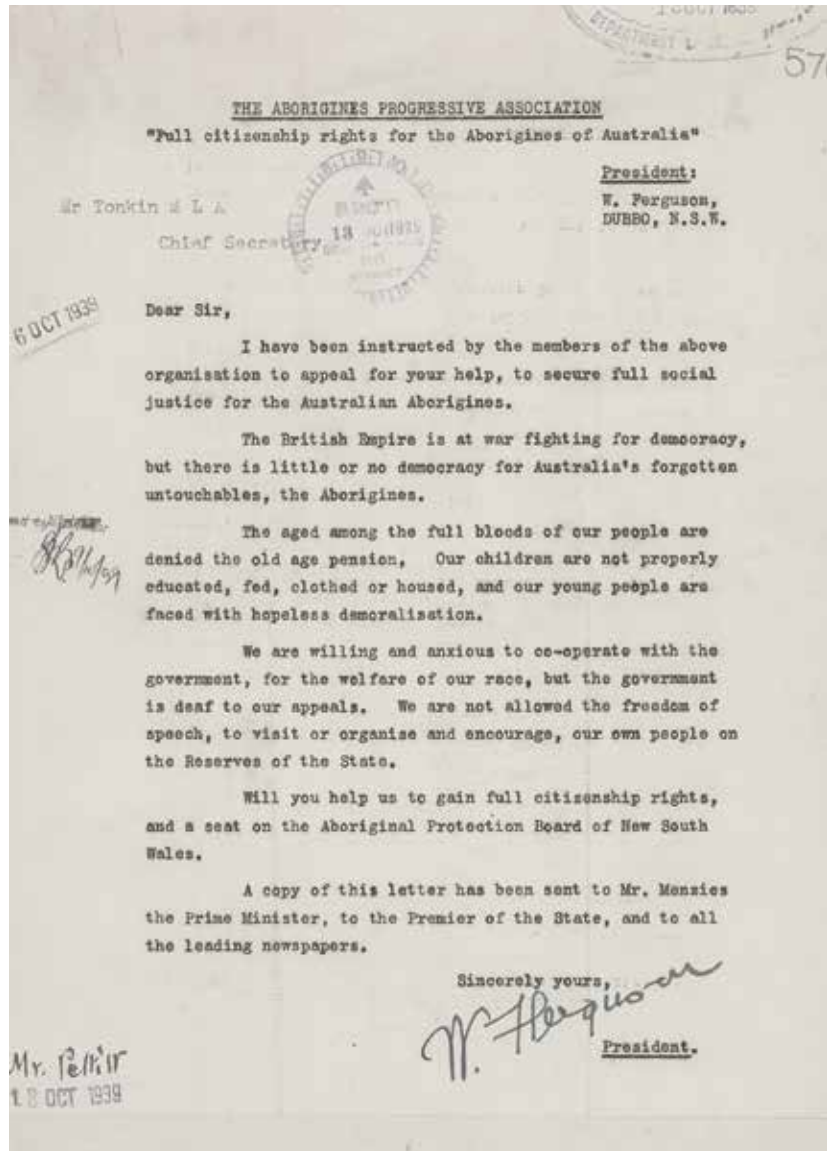 DEPARTMENT
57
THE ABORIGINES PROGRESSIVE ASSOCIATION
"Full citizenship rights for the Aborigines of Australia"
President:
W. Ferguson,
DUBBO, N.S.W.
Mr Tonkin M L A
Chief Secretary
13
6 OCT 1939
Dear Sir,
I have been instructed by the members of the above
organisation to appeal for your help, to secure full social
justice for the Australian Aborigines.
The British Empire is at war fighting for democracy,
but there is little or no democracy for Australia's forgotten
untouchables, the Aborigines.
The aged among the full bloods of our people are
denied the old age pension, Our children are not properly
educated, fed, clothed or housed, and our young people are
faced with hopeless demoralisation.
We are willing and anxious to co-operate with the
government, for the welfare of our race, but the government
is deaf to our appeals. We are not allowed the freedom of
speech, to visit or organise and encourage, our own people on
the Reserves of the State.
Will you help us to gain full citizenship rights,
and a seat on the Aboriginal Protection Board of New South
Wales.
A copy of this letter has been sent to Mr. Menzies
the Prime Minister, to the Premier of the State, and to all
the leading newspapers.
Sincerely yours,
W. Ferguson
President.
Mr.
OCT 1939